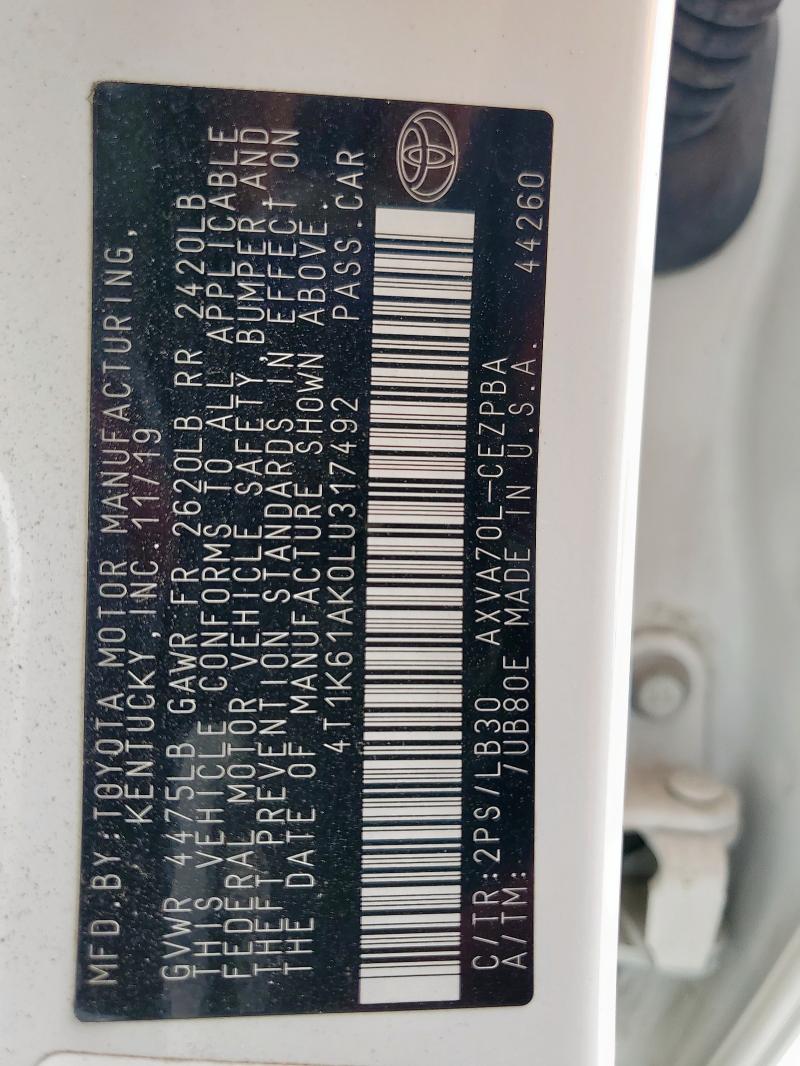 MFD.BY:TOYOTA MOTOR MANUFACTURING,
KENTUCKY,INC. 11/19
GVWR 4475LB GAWR FR 2620LB RR 2420LB
THIS VEHICLE CONFORMS TO ALL APPLICABLE
FEDERAL MOTOR VEHICLE SAFETY,BUMPER AND
THEFT PREVENTION STANDARDS IN EFFECT ON
THE DATE OF MANUFACTURE SHOWN ABOVE.
4T1K61AK0LU317492 PASS.CAR
C/TR:2PS/LB30 AXVA70L-CEZPBA
A/TM: /UB80E MADE IN U.S.A. 44260